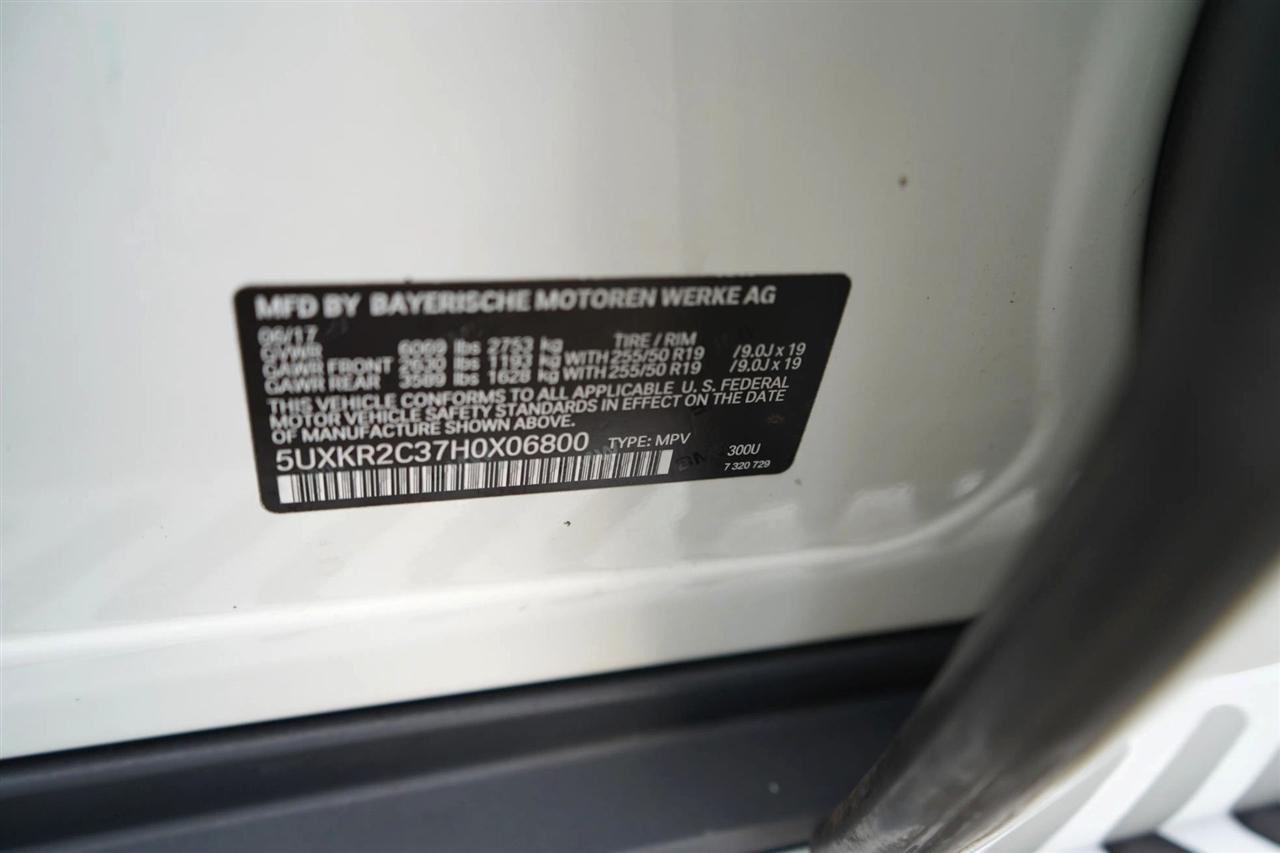 MFD BY BAYERISCHE MOTOREN WERKE AG
06/17 TIRE / RIM
GVWR 6069 lbs 2753 kg
GAWR FRONT 2630 lbs 1193 kg WITH 255/50 R19 /9.0J x 19
GAWR REAR 3589 lbs 1628 kg WITH 255/50 R19 /9.0J x 19
THIS VEHICLE CONFORMS TO ALL APPLICABLE U. S. FEDERAL
MOTOR VEHICLE SAFETY STANDARDS IN EFFECT ON THE DATE
OF MANUFACTURE SHOWN ABOVE.
5UXKR2C37H0X06800 TYPE: MPV 300U
7 320 729